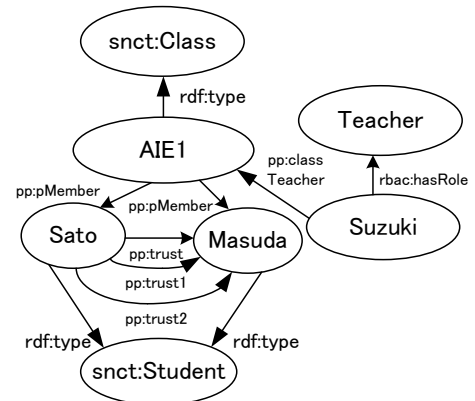 snct:Class
rdf:type
Teacher
AIE1
pp:class
Teacher
rbac:hasRole
pp:pMember
pp:pMember
Sato
Masuda
Suzuki
pp:trust
pp:trust1
pp:trust2
rdf:type
rdf:type
snct:Student